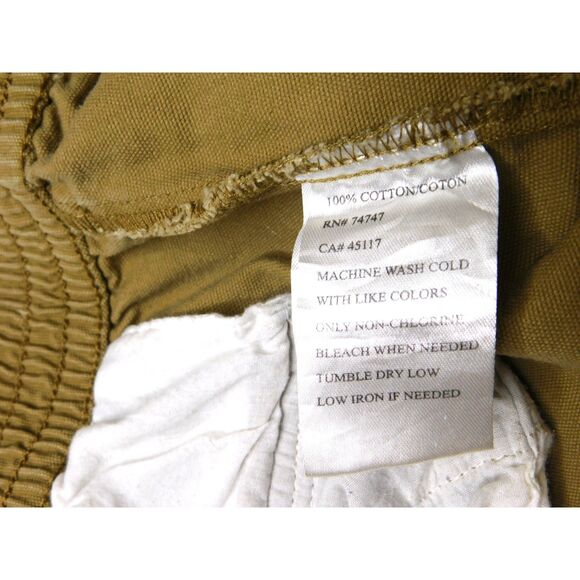 100% COTTON/COTON
RN# 74747
CA# 45117
MACHINE WASH COLD
WITH LIKE COLORS
ONLY NON-CHLORINE
BLEACH WHEN NEEDED
TUMBLE DRY LOW
LOW IRON IF NEEDED